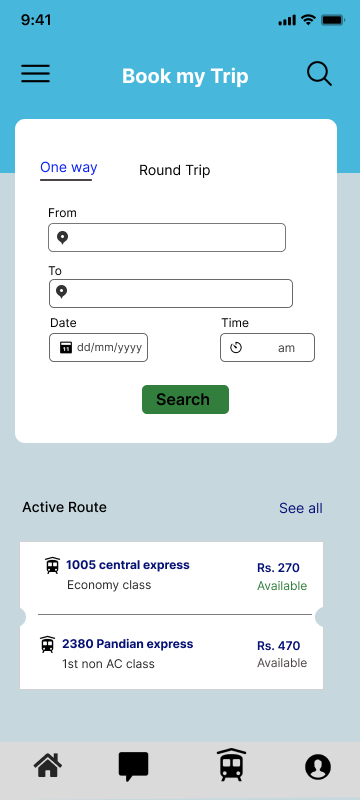 9:41
Book my Trip
One way Round Trip
From
To
Date Time
11 dd/mm/yyyy am
Search
Active Route See all
1005 central express Rs. 270
Economy class Available
2380 Pandian express Rs. 470
1st non AC class Available